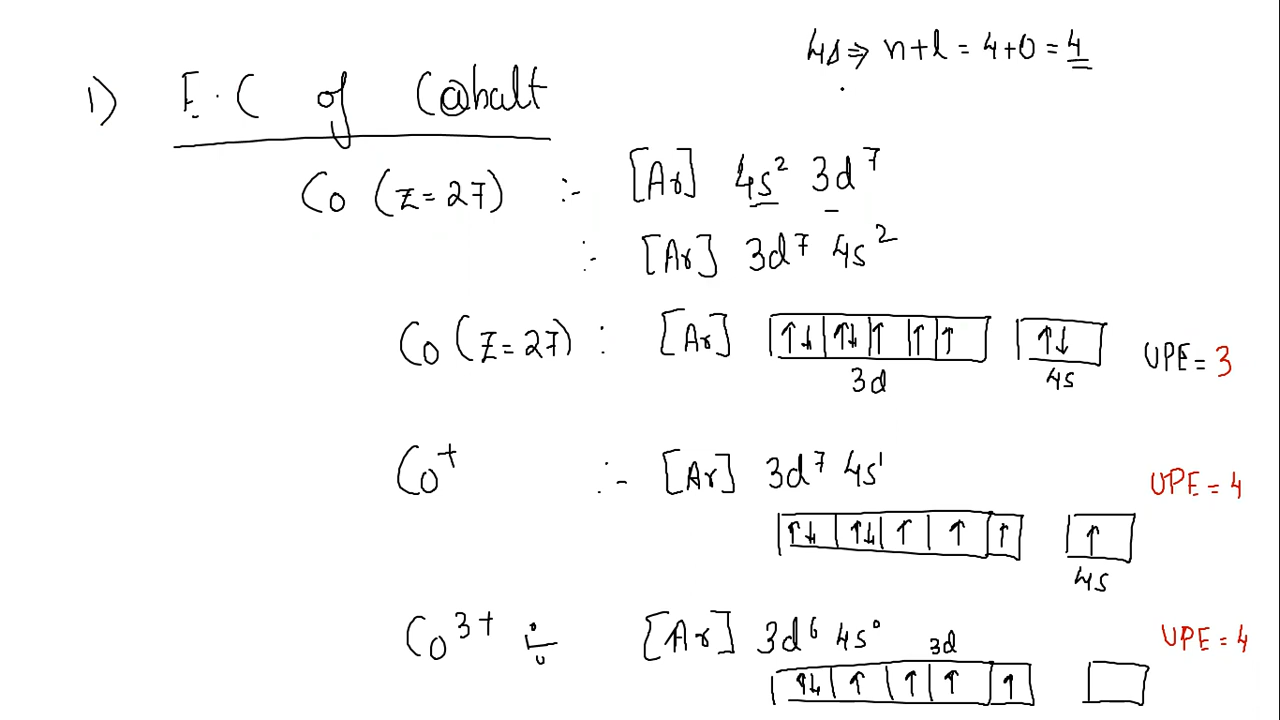 4s ⇒ n+l = 4+0 = 4
1) E.C of Cobalt
Co (Z=27) :- [Ar] 4s² 3d⁷
:- [Ar] 3d⁷ 4s²
Co (Z=27) : [Ar] ↑↓ ↑↓ ↑ ↑ ↑ ↑↓ UPE = 3
3d 4s
Co⁺ :- [Ar] 3d⁷ 4s¹ UPE = 4
↑↓ ↑↓ ↑ ↑ ↑ ↑
4s
Co³⁺ ÷ [Ar] 3d⁶ 4s⁰ 3d UPE = 4
↑↓ ↑ ↑ ↑ ↑